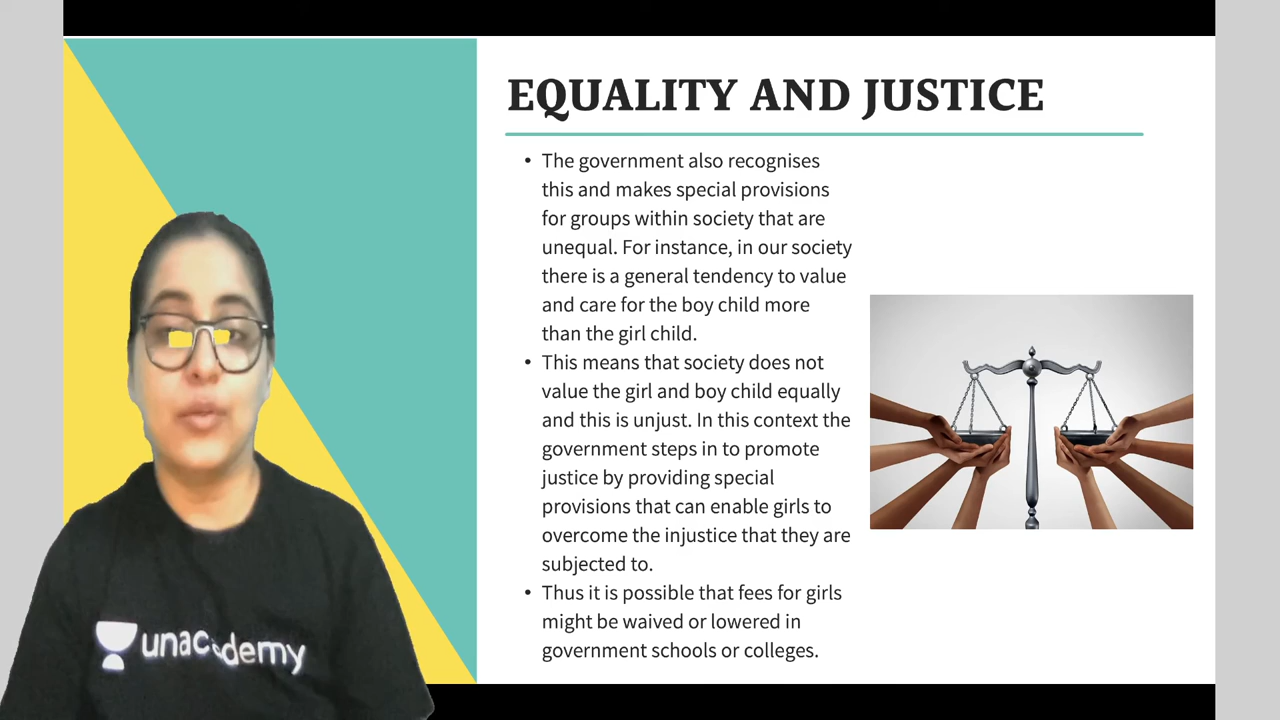 EQUALITY AND JUSTICE
• The government also recognises
this and makes special provisions
for groups within society that are
unequal. For instance, in our society
there is a general tendency to value
and care for the boy child more
than the girl child.
• This means that society does not
value the girl and boy child equally
and this is unjust. In this context the
government steps in to promote
justice by providing special
provisions that can enable girls to
overcome the injustice that they are
subjected to.
• Thus it is possible that fees for girls
might be waived or lowered in
government schools or colleges.
unacademy